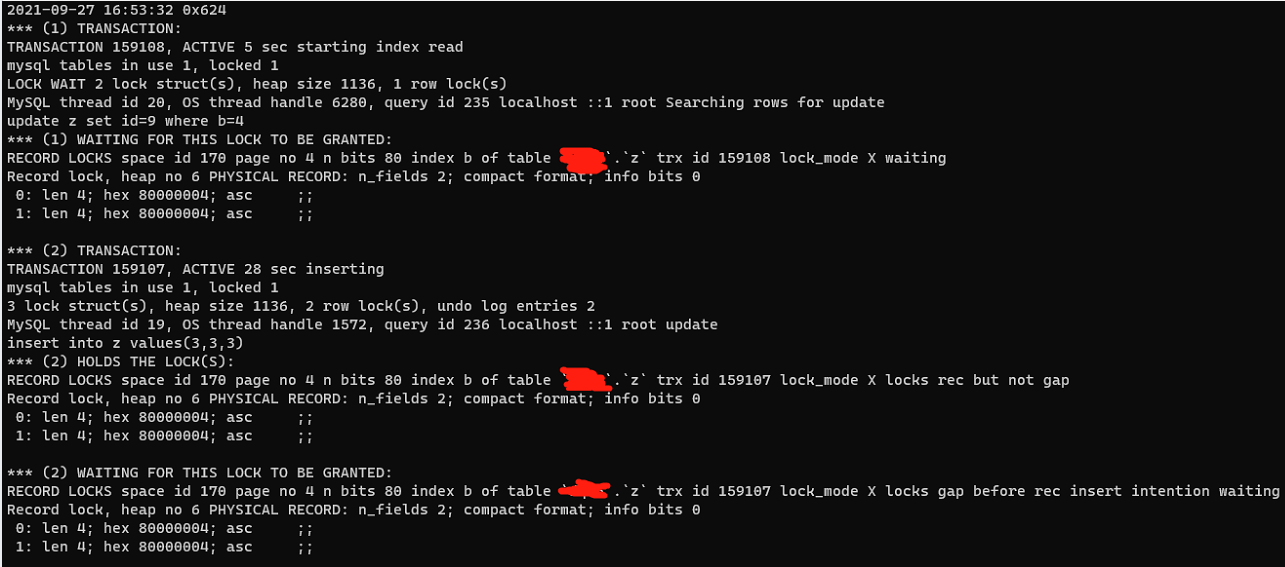 2021-09-27 16:53:32 0x624
*** (1) TRANSACTION:
TRANSACTION 159108, ACTIVE 5 sec starting index read
mysql tables in use 1, locked 1
LOCK WAIT 2 lock struct(s), heap size 1136, 1 row lock(s)
MySQL thread id 20, OS thread handle 6280, query id 235 localhost ::1 root Searching rows for update
update z set id=9 where b=4
*** (1) WAITING FOR THIS LOCK TO BE GRANTED:
RECORD LOCKS space id 170 page no 4 n bits 80 index b of table `.`z` trx id 159108 lock_mode X waiting
Record lock, heap no 6 PHYSICAL RECORD: n_fields 2; compact format; info bits 0
0: len 4; hex 80000004; asc     ;;
1: len 4; hex 80000004; asc     ;;
*** (2) TRANSACTION:
TRANSACTION 159107, ACTIVE 28 sec inserting
mysql tables in use 1, locked 1
3 lock struct(s), heap size 1136, 2 row lock(s), undo log entries 2
MySQL thread id 19, OS thread handle 1572, query id 236 localhost ::1 root update
insert into z values(3,3,3)
*** (2) HOLDS THE LOCK(S):
RECORD LOCKS space id 170 page no 4 n bits 80 index b of table `.`z` trx id 159107 lock_mode X locks rec but not gap
Record lock, heap no 6 PHYSICAL RECORD: n_fields 2; compact format; info bits 0
0: len 4; hex 80000004; asc     ;;
1: len 4; hex 80000004; asc     ;;
*** (2) WAITING FOR THIS LOCK TO BE GRANTED:
RECORD LOCKS space id 170 page no 4 n bits 80 index b of table `.`z` trx id 159107 lock_mode X locks gap before rec insert intention waiting
Record lock, heap no 6 PHYSICAL RECORD: n_fields 2; compact format; info bits 0
0: len 4; hex 80000004; asc     ;;
1: len 4; hex 80000004; asc     ;;